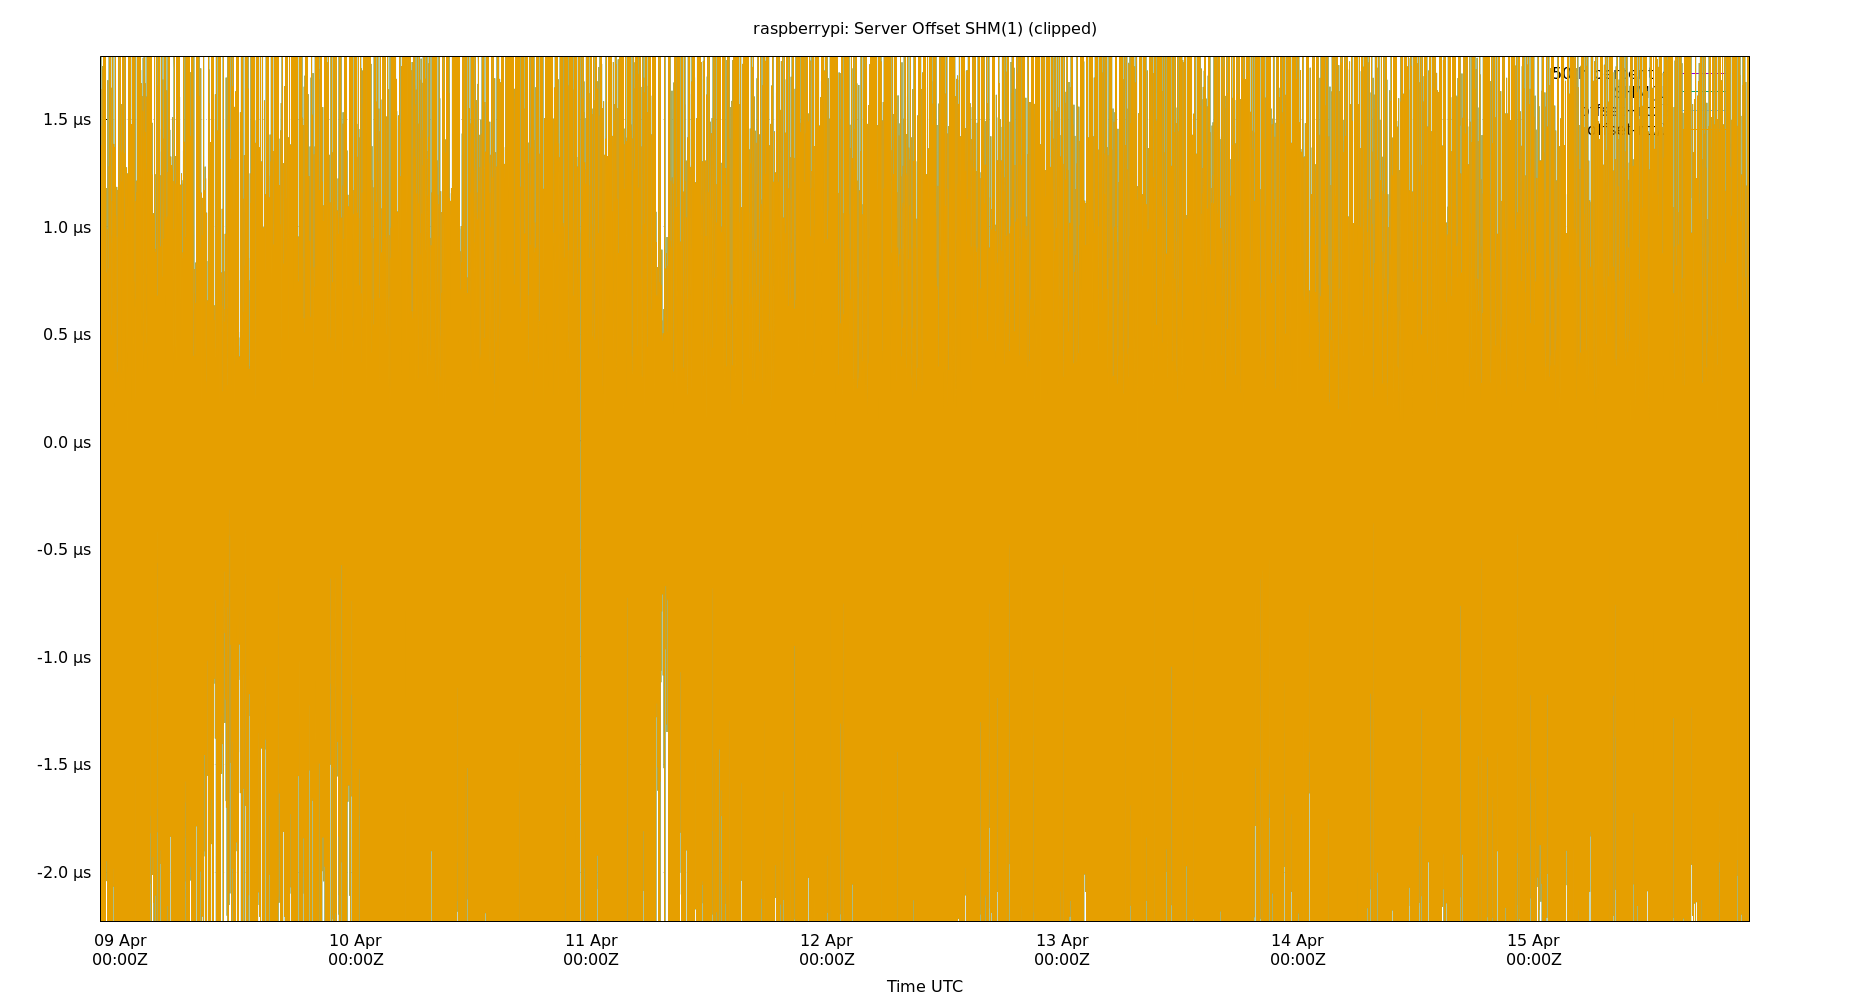 raspberrypi: Server Offset SHM(1) (clipped)
1.5 µs
1.0 µs
0.5 µs
0.0 µs
-0.5 µs
-1.0 µs
-1.5 µs
-2.0 µs
09 Apr 10 Apr 11 Apr 12 Apr 13 Apr 14 Apr 15 Apr
00:00Z 00:00Z 00:00Z 00:00Z 00:00Z 00:00Z 00:00Z
Time UTC